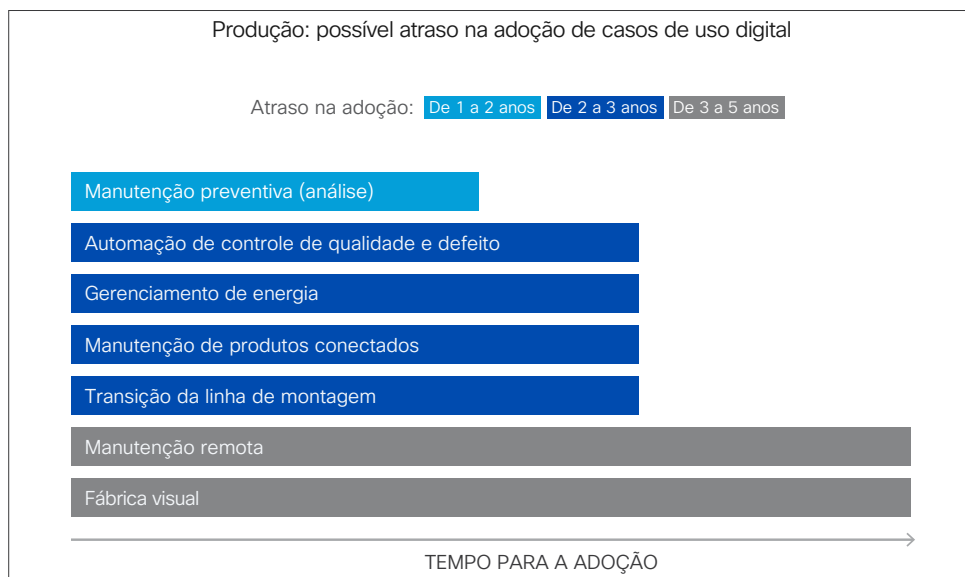 Produção: possível atraso na adoção de casos de uso digital
Atraso na adoção: De 1 a 2 anos De 2 a 3 anos De 3 a 5 anos
Manutenção preventiva (análise)
Automação de controle de qualidade e defeito
Gerenciamento de energia
Manutenção de produtos conectados
Transição da linha de montagem
Manutenção remota
Fábrica visual
TEMPO PARA A ADOÇÃO